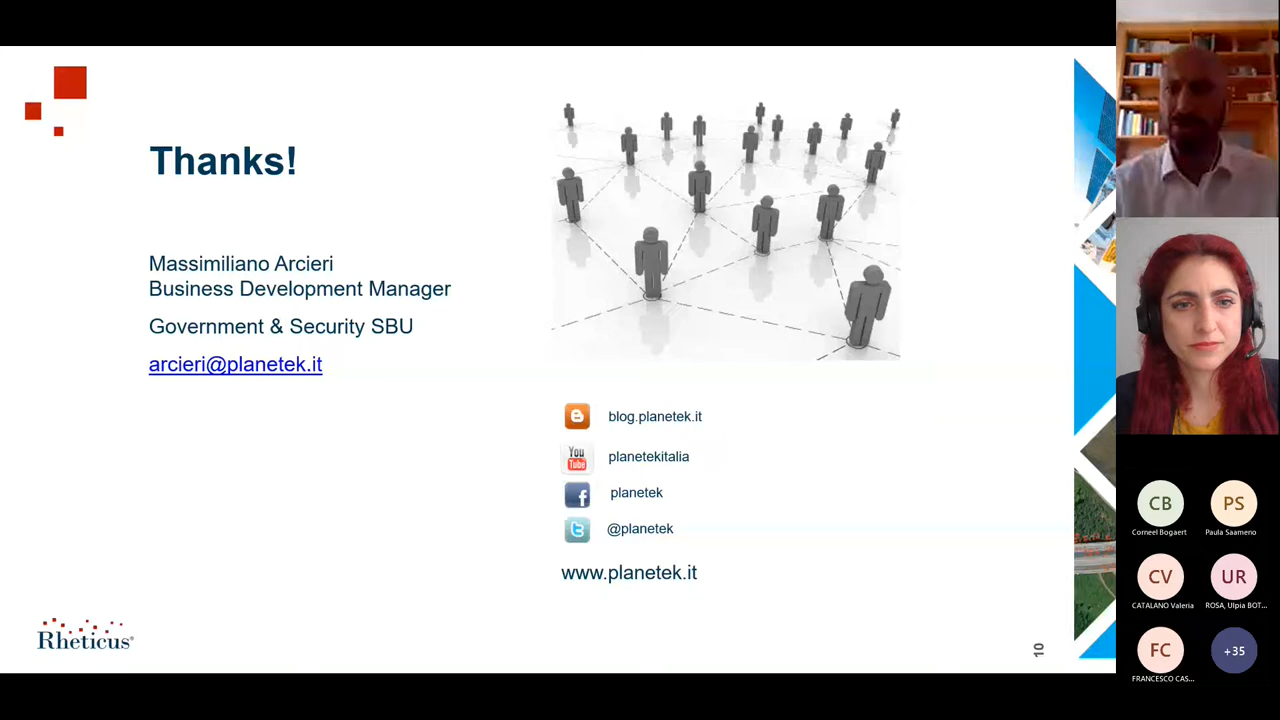 Thanks!
Massimiliano Arcieri
Business Development Manager
Government & Security SBU
arcieri@planetek.it
blog.planetek.it
You
Tube
planetekitalia
f
planetek
t
@planetek
www.planetek.it
Rheticus®
10
CB
PS
Corneel Bogaert
Paula Saameno
CV
UR
CATALANO Valeria
ROSA, Ulpia BOT...
FC
+35
FRANCESCO CAS...